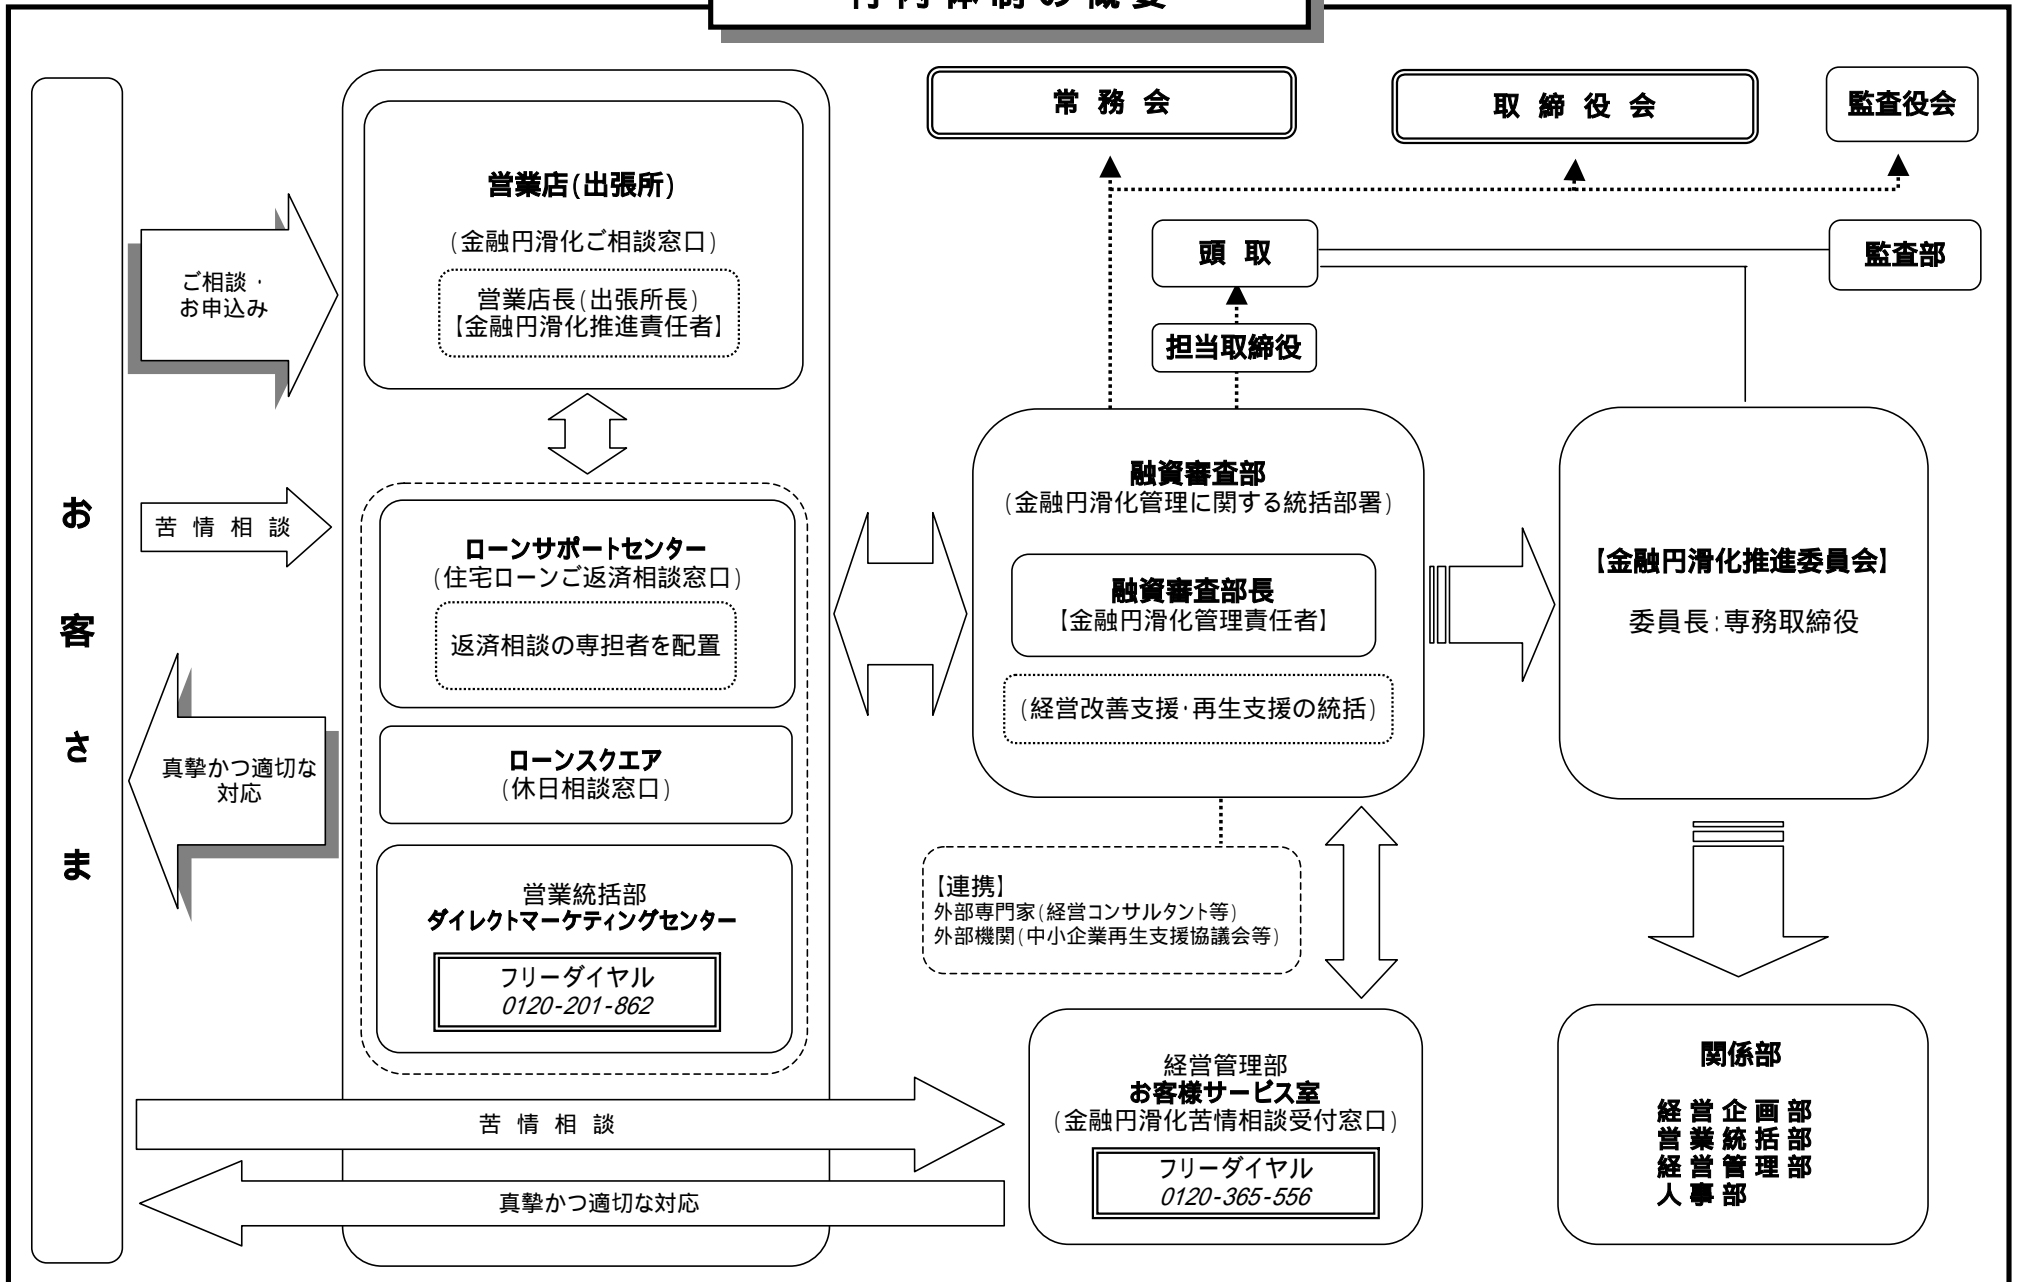 行内体制の概要
常務会
取締役会
監査役会
営業店(出張所)
(金融円滑化ご相談窓口)
営業店長(出張所長)
【金融円滑化推進責任者】
頭取
監査部
担当取締役
ご相談・
お申込み
苦情相談
お客さま
真摯かつ適切な
対応
ローンサポートセンター
(住宅ローンご返済相談窓口)
返済相談の専担者を配置
ローンスクエア
(休日相談窓口)
営業統括部
ダイレクトマーケティングセンター
フリーダイヤル
0120-201-862
融資審査部
(金融円滑化管理に関する統括部署)
融資審査部長
【金融円滑化管理責任者】
(経営改善支援・再生支援の統括)
【金融円滑化推進委員会】
委員長:専務取締役
【連携】
外部専門家(経営コンサルタント等)
外部機関(中小企業再生支援協議会等)
苦情相談
真摯かつ適切な対応
経営管理部
お客様サービス室
(金融円滑化苦情相談受付窓口)
フリーダイヤル
0120-365-556
関係部
経営企画部
営業統括部
経営管理部
人事部